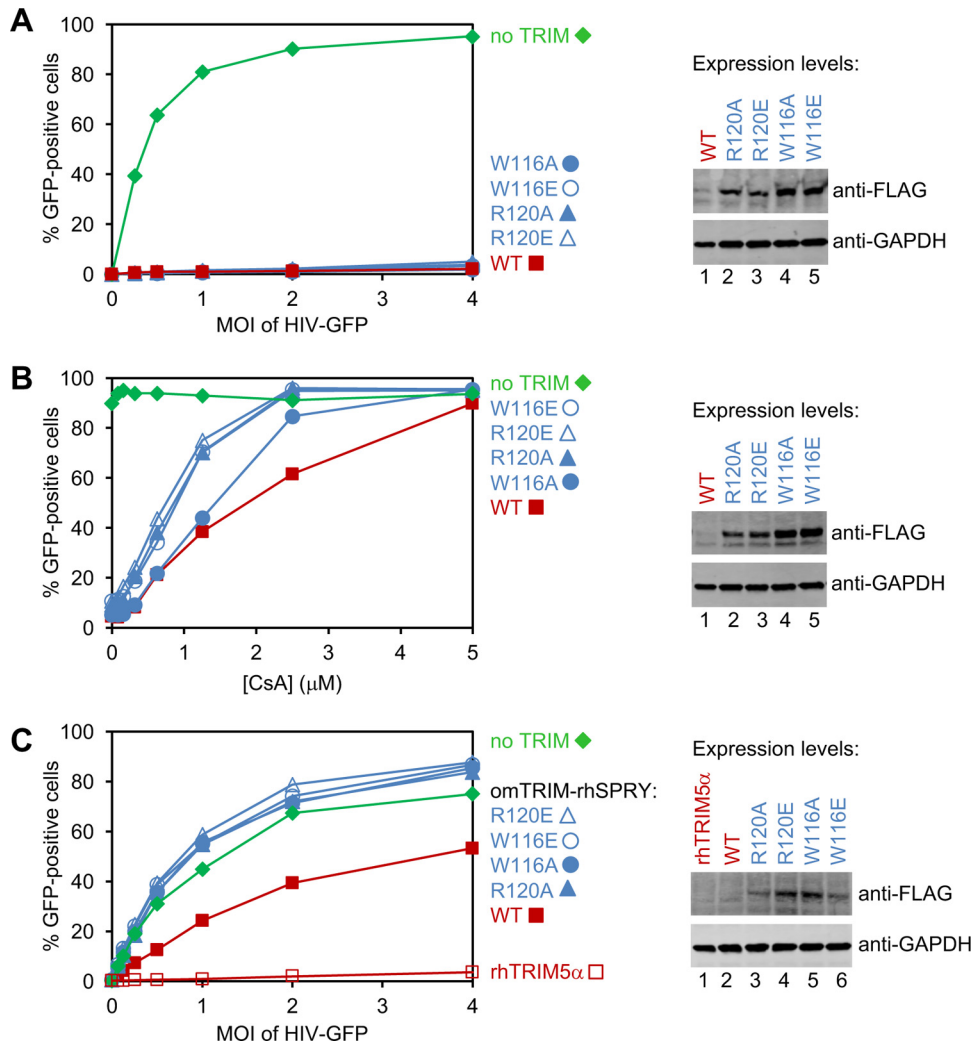 A
% GFP-positive cells
100
80
60
40
20
0
0 1 2 3 4
MOI of HIV-GFP
no TRIM
W116A
W116E
R120A
R120E
WT
Expression levels:
WT R120A R120E W116A W116E
anti-FLAG
anti-GAPDH
1 2 3 4 5
B
% GFP-positive cells
100
80
60
40
20
0
0 1 2 3 4 5
[CsA] (μM)
no TRIM
W116E
R120E
R120A
W116A
WT
Expression levels:
WT R120A R120E W116A W116E
anti-FLAG
anti-GAPDH
1 2 3 4 5
C
% GFP-positive cells
100
80
60
40
20
0
0 1 2 3 4
MOI of HIV-GFP
no TRIM
omTRIM-rhSPRY:
R120E
W116E
W116A
R120A
WT
rhTRIM5α
Expression levels:
rhTRIM5α WT R120A R120E W116A W116E
anti-FLAG
anti-GAPDH
1 2 3 4 5 6